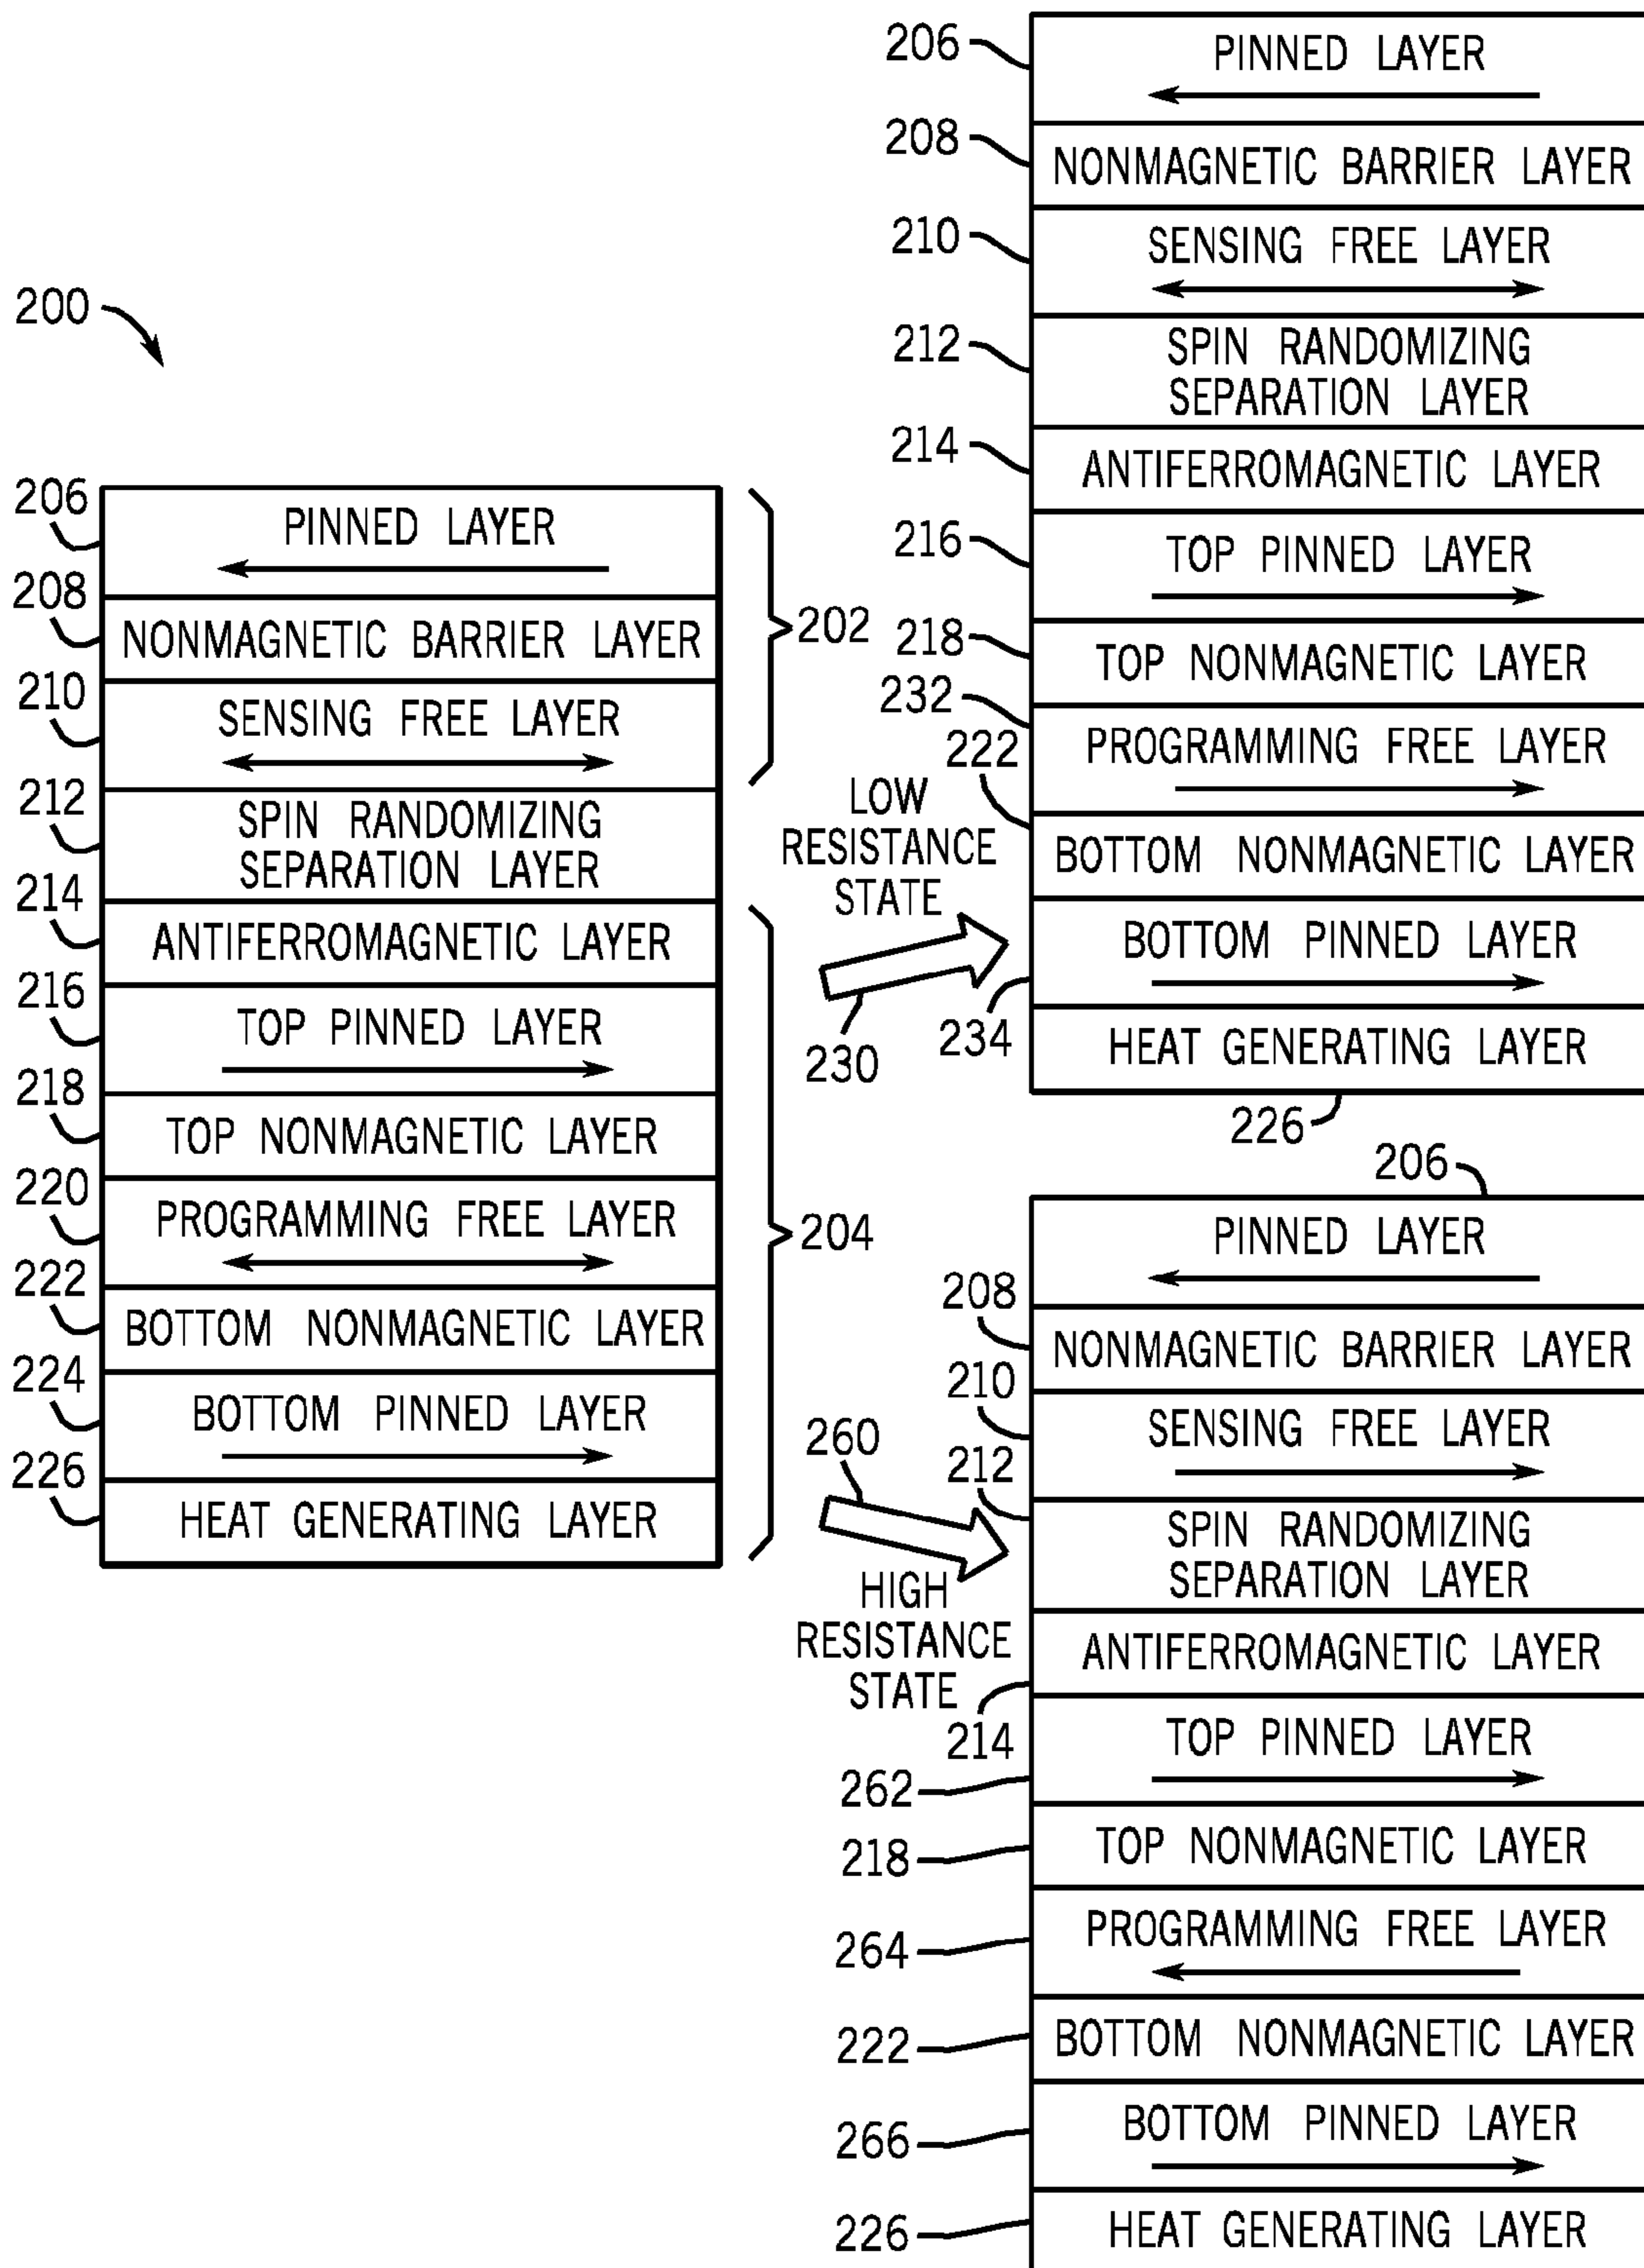 200
206
PINNED LAYER
208
NONMAGNETIC BARRIER LAYER
202
210
SENSING FREE LAYER
212
SPIN RANDOMIZING
SEPARATION LAYER
214
ANTIFERROMAGNETIC LAYER
216
TOP PINNED LAYER
218
TOP NONMAGNETIC LAYER
220
PROGRAMMING FREE LAYER
204
222
BOTTOM NONMAGNETIC LAYER
224
BOTTOM PINNED LAYER
226
HEAT GENERATING LAYER
LOW
RESISTANCE
STATE
230
206
PINNED LAYER
208
NONMAGNETIC BARRIER LAYER
210
SENSING FREE LAYER
212
SPIN RANDOMIZING
SEPARATION LAYER
214
ANTIFERROMAGNETIC LAYER
216
TOP PINNED LAYER
218
TOP NONMAGNETIC LAYER
232
PROGRAMMING FREE LAYER
222
BOTTOM NONMAGNETIC LAYER
BOTTOM PINNED LAYER
234
HEAT GENERATING LAYER
226
260
HIGH
RESISTANCE
STATE
206
PINNED LAYER
208
NONMAGNETIC BARRIER LAYER
210
SENSING FREE LAYER
212
SPIN RANDOMIZING
SEPARATION LAYER
ANTIFERROMAGNETIC LAYER
214
TOP PINNED LAYER
262
TOP NONMAGNETIC LAYER
218
PROGRAMMING FREE LAYER
264
BOTTOM NONMAGNETIC LAYER
222
BOTTOM PINNED LAYER
266
HEAT GENERATING LAYER
226